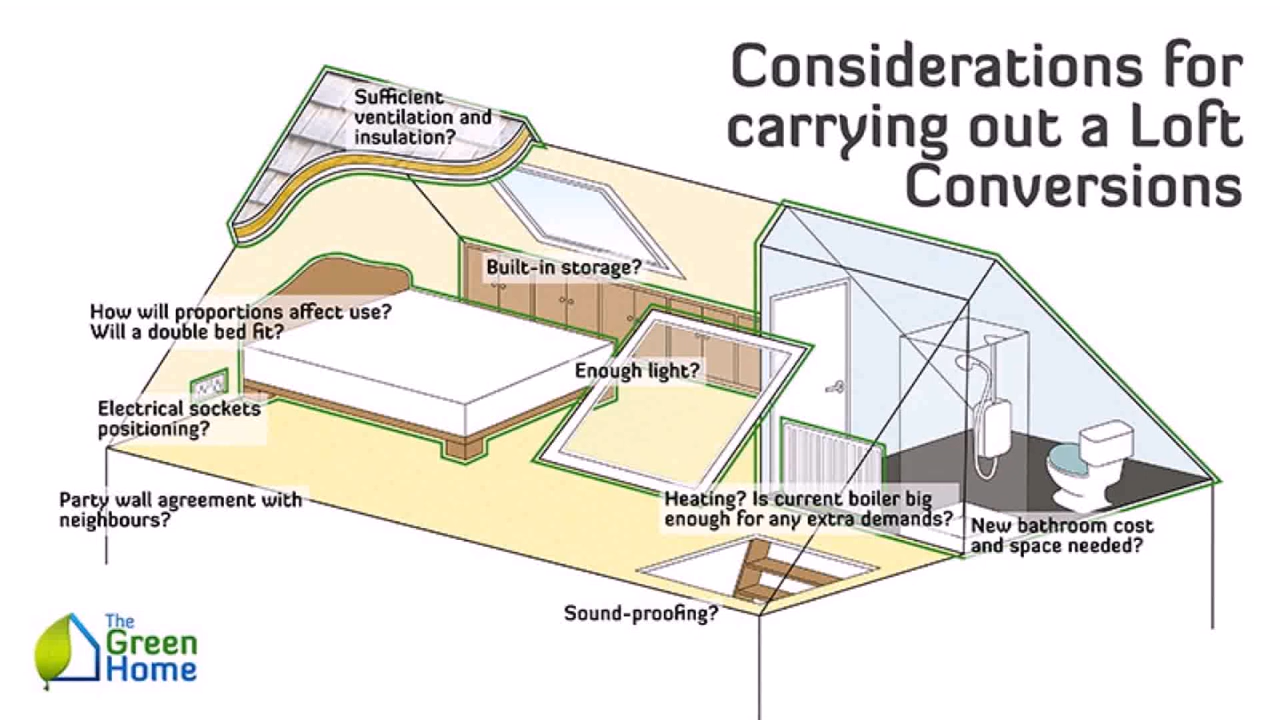 Considerations for
carrying out a Loft
Conversions
Sufficient
ventilation and
insulation?
Built-in storage?
How will proportions affect use?
Will a double bed fit?
Enough light?
Electrical sockets
positioning?
Party wall agreement with
neighbours?
Heating? Is current boiler big
enough for any extra demands?
New bathroom cost
and space needed?
Sound-proofing?
The
Green
Home